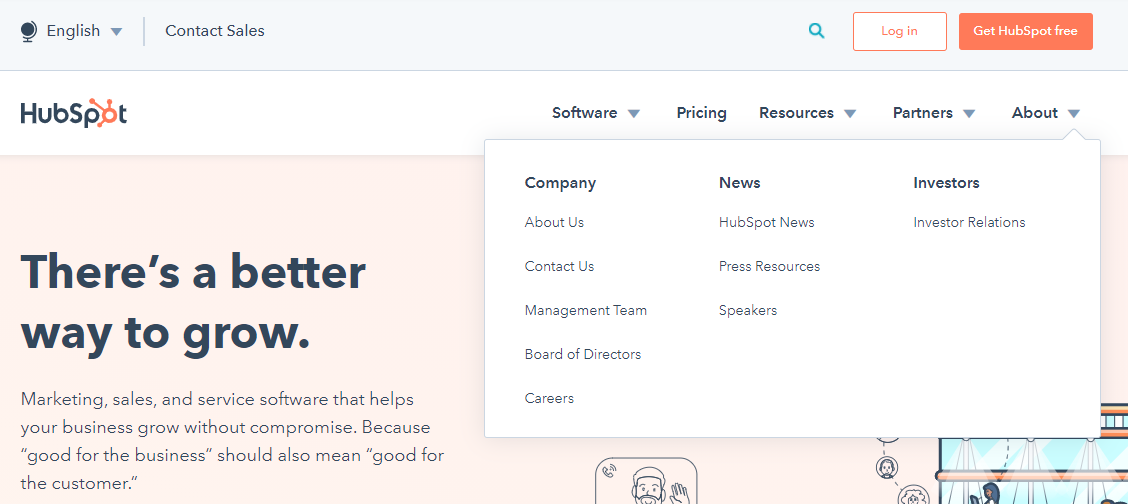 English
Contact Sales
Log in
Get HubSpot free
HubSpot
Software
Pricing
Resources
Partners
About
Company
About Us
Contact Us
Management Team
Board of Directors
Careers
News
HubSpot News
Press Resources
Speakers
Investors
Investor Relations
There’s a better
way to grow.
Marketing, sales, and service software that helps
your business grow without compromise. Because
“good for the business” should also mean “good for
the customer.”